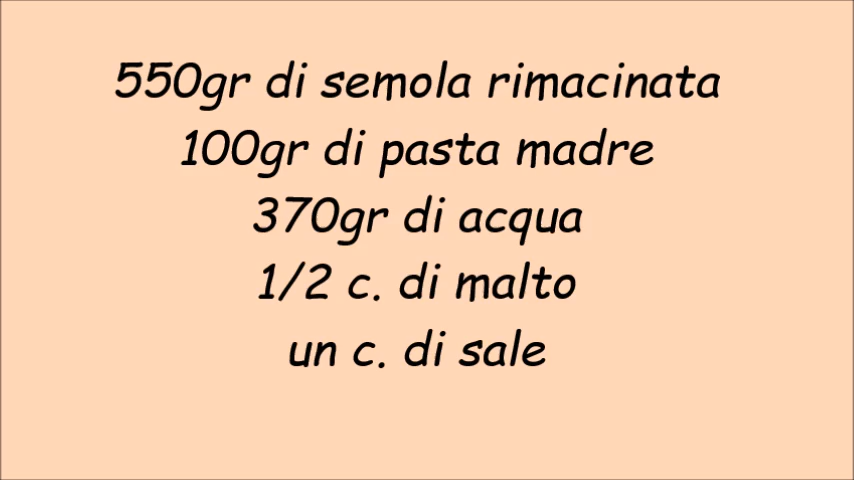 550gr di semola rimacinata
100gr di pasta madre
370gr di acqua
1/2 c. di malto
un c. di sale